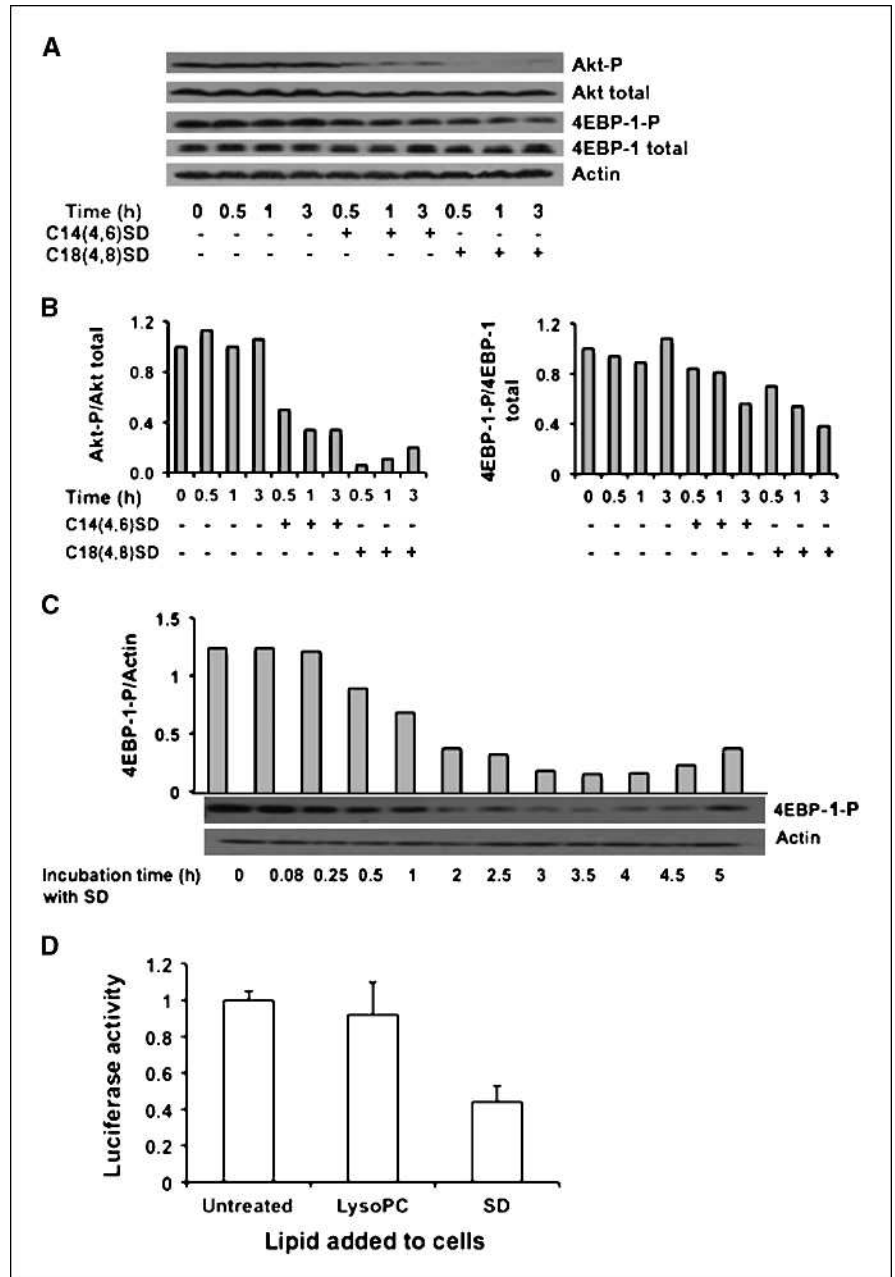 A
Akt-P
Akt total
4EBP-1-P
4EBP-1 total
Actin
Time (h) 0 0.5 1 3 0.5 1 3 0.5 1 3
C14(4,6)SD - - - - + + + - - -
C18(4,8)SD - - - - - - - + + +
B
Akt-P/Akt total
1.2
0.8
0.4
0.0
Time (h) 0 0.5 1 3 0.5 1 3 0.5 1 3
C14(4,6)SD - - - - + + + - - -
C18(4,8)SD - - - - - - - + + +
4EBP-1-P/4EBP-1
total
1.2
0.8
0.4
0
0 0.5 1 3 0.5 1 3 0.5 1 3
- - - - + + + - - -
- - - - - - - + + +
C
4EBP-1-P/Actin
1.5
1
0.5
0
4EBP-1-P
Actin
Incubation time (h) 0 0.08 0.25 0.5 1 2 2.5 3 3.5 4 4.5 5
with SD
D
Luciferase activity
1.2
1
0.8
0.6
0.4
0.2
0
Untreated LysoPC SD
Lipid added to cells